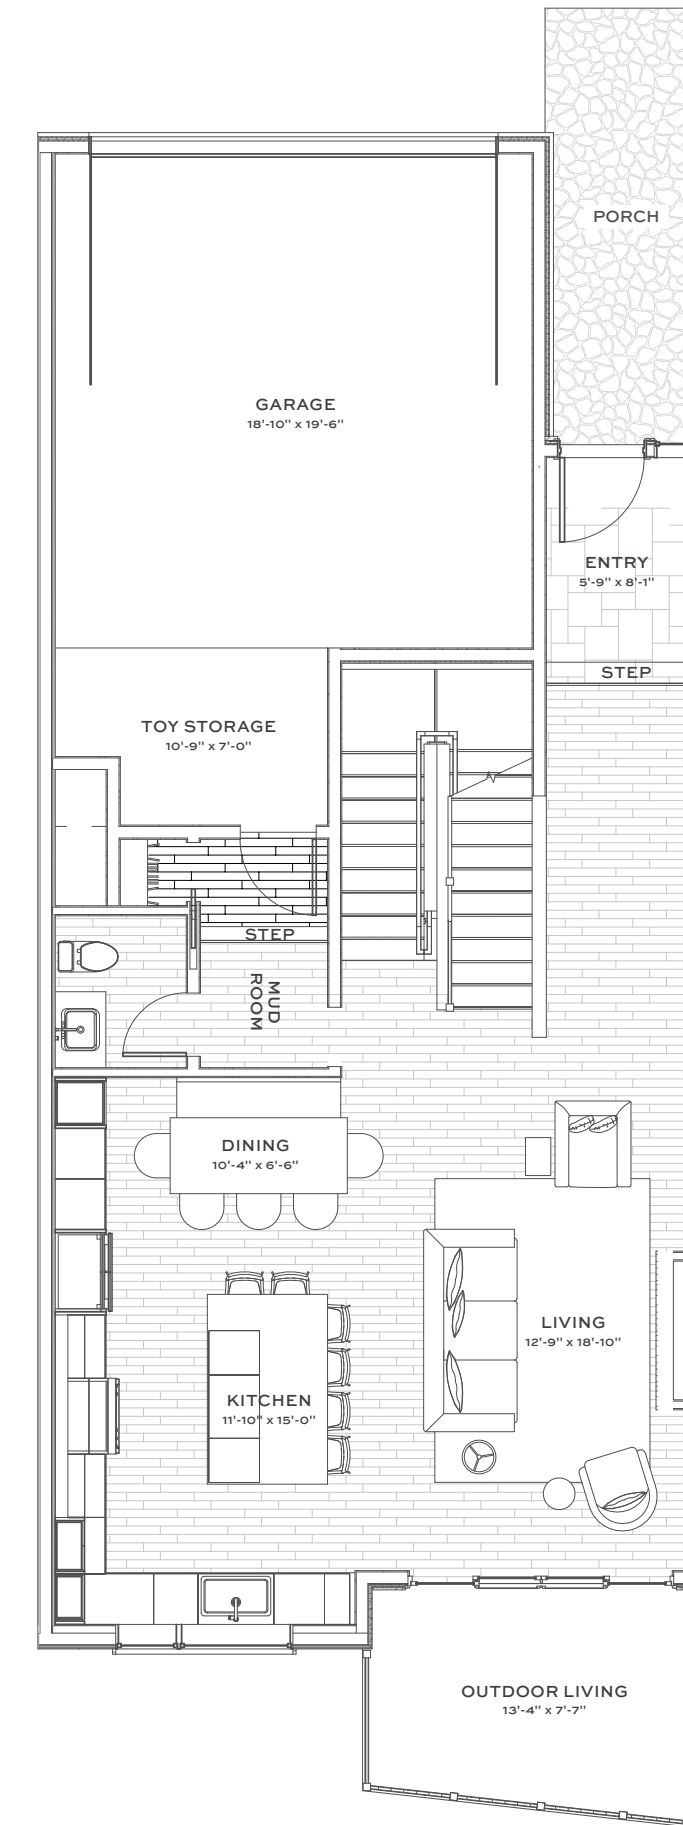 PORCH
GARAGE
18'-10" x 19'-6"
ENTRY
5'-9" x 8'-1"
STEP
TOY STORAGE
10'-9" x 7'-0"
STEP
MUD
ROOM
DINING
10'-4" x 6'-6"
LIVING
12'-9" x 18'-10"
KITCHEN
11'-10" x 15'-0"
OUTDOOR LIVING
13'-4" x 7'-7"